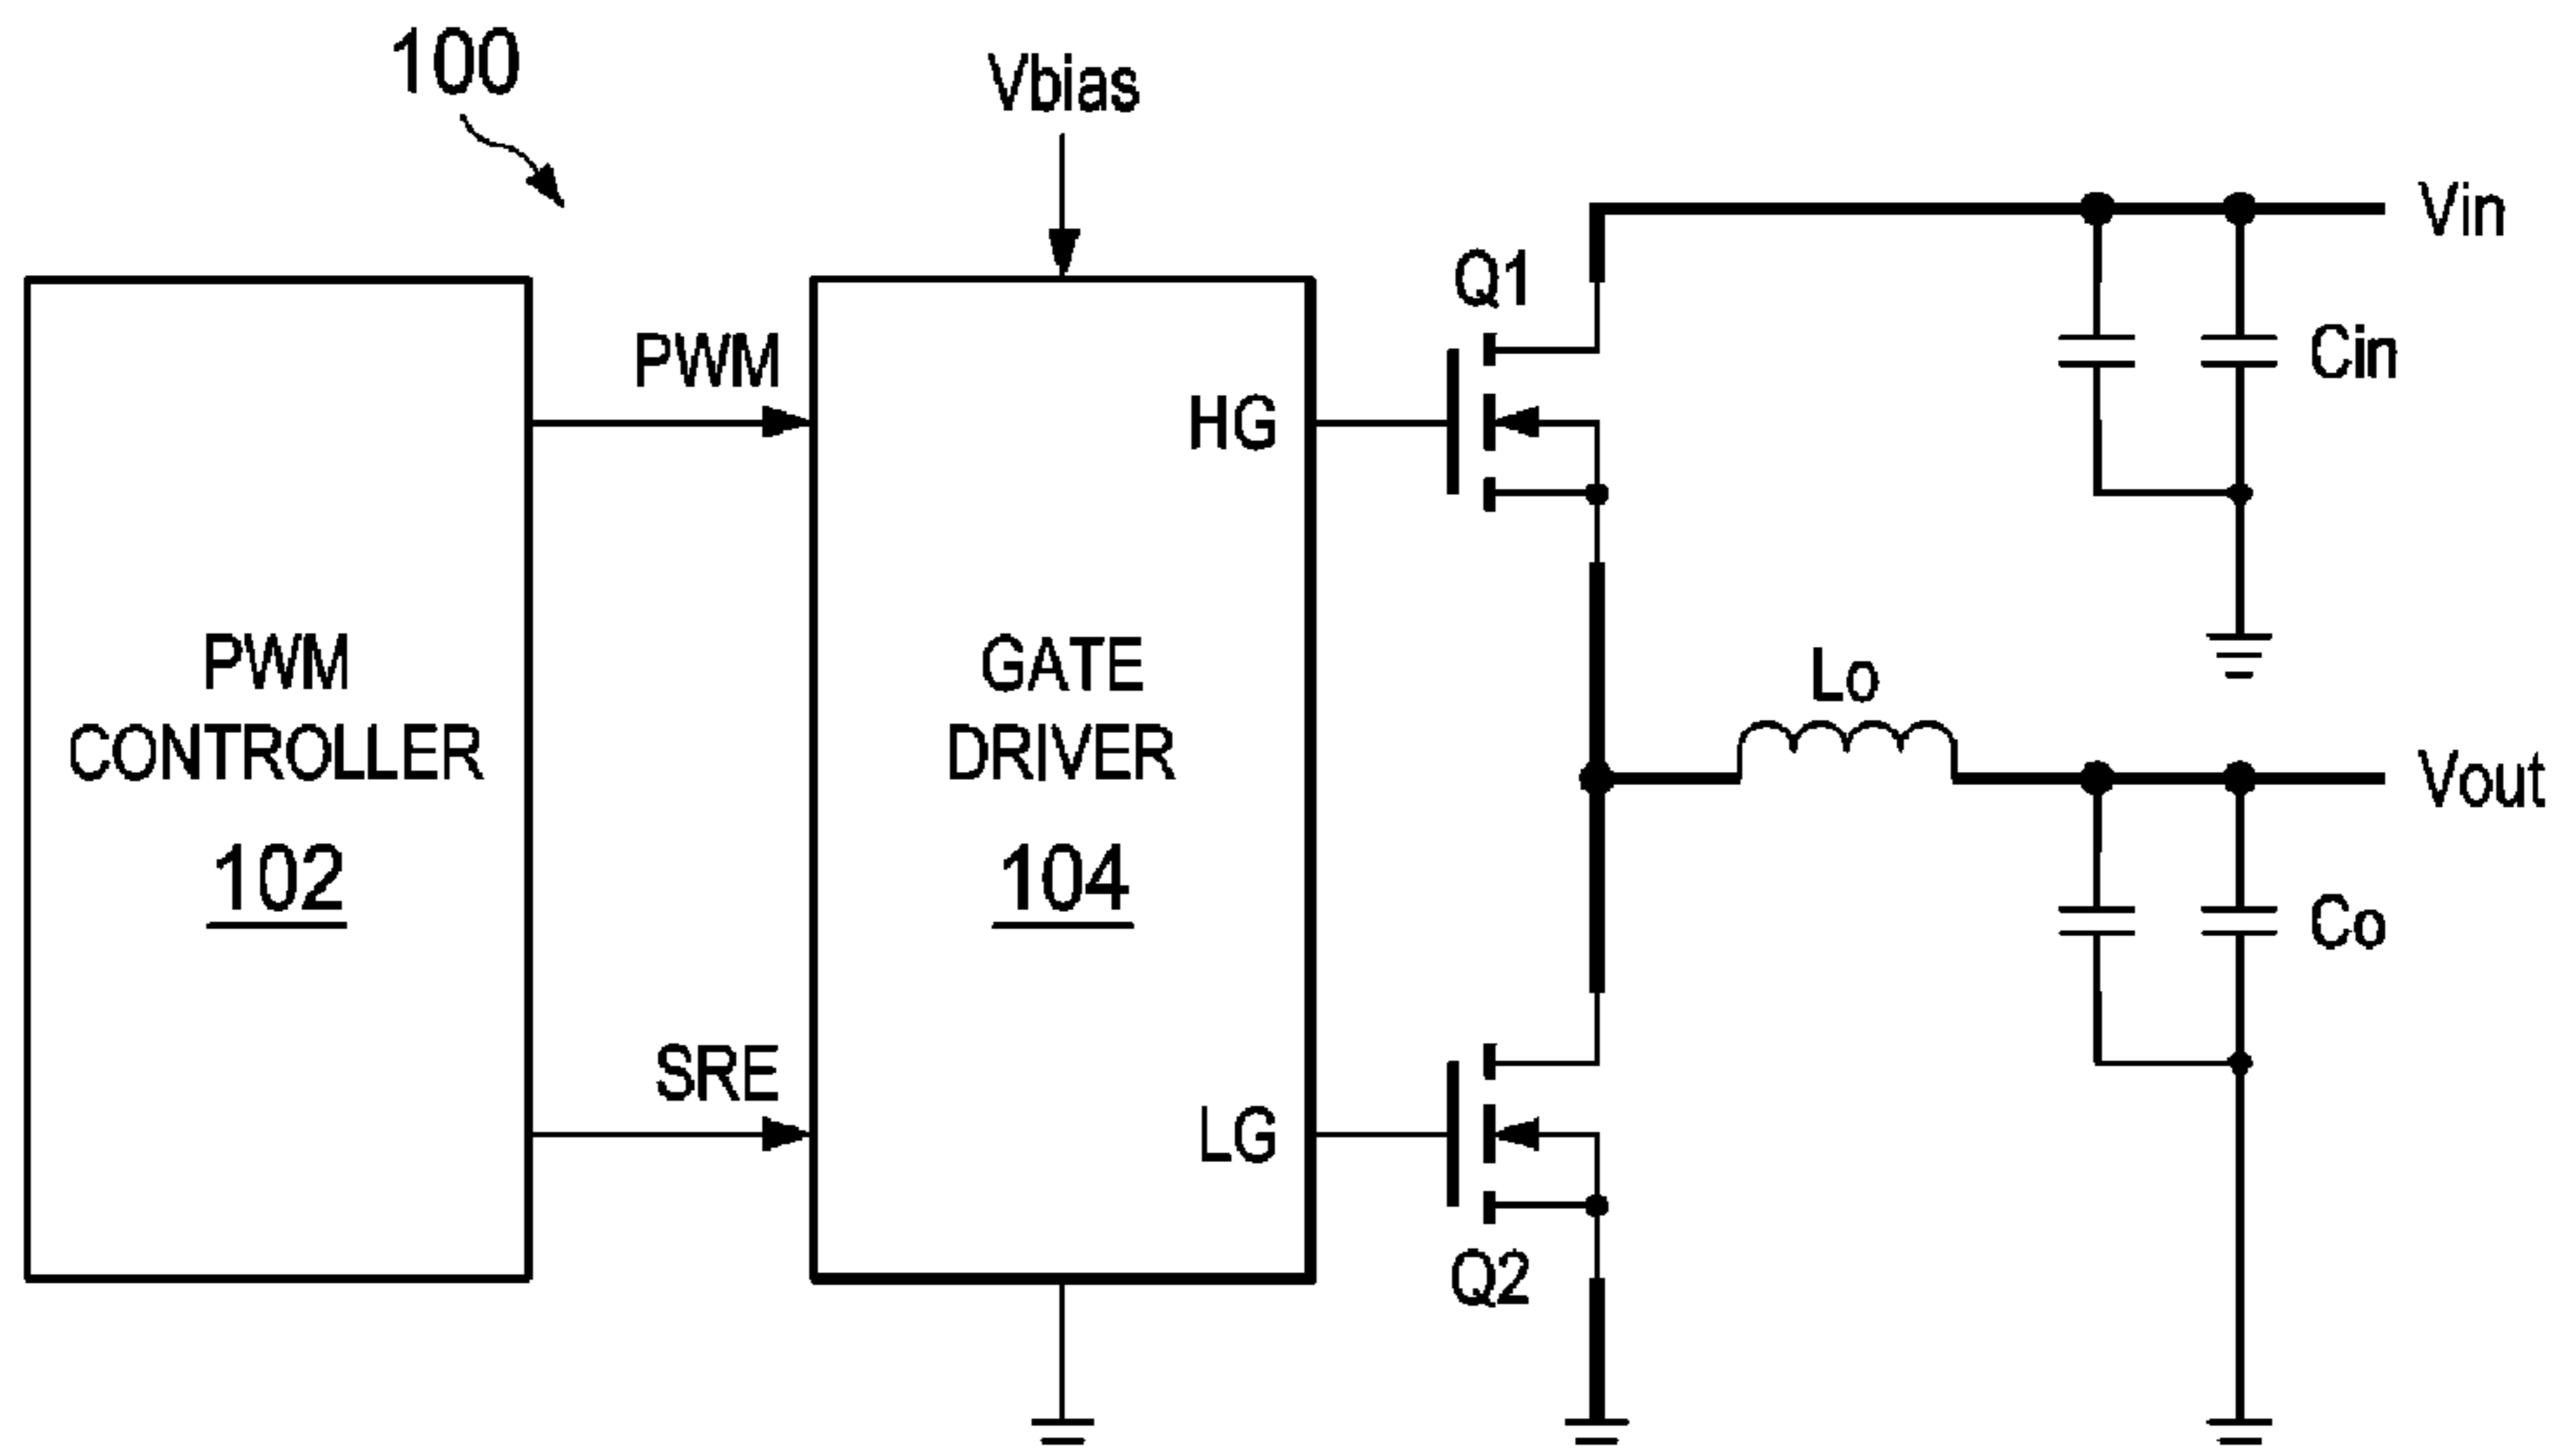 100
Vbias
Vin
Q1
PWM
Cin
HG
PWM
CONTROLLER
102
GATE
DRIVER
104
Lo
Vout
Co
SRE
LG
Q2